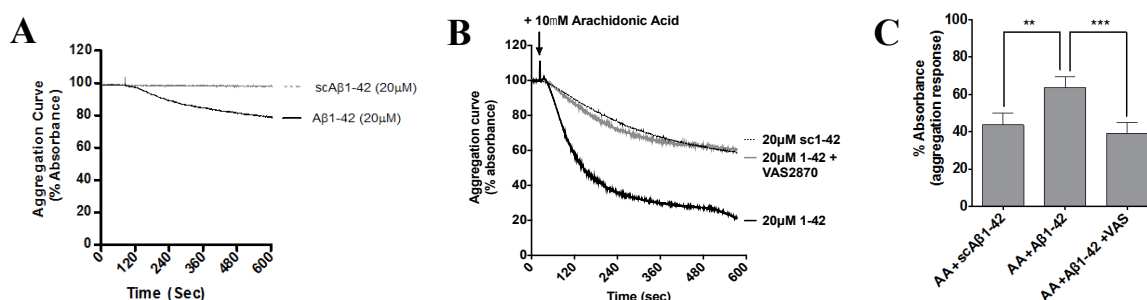 A
Aggregation Curve
(% Absorbance)
120
100
80
60
40
20
0
0
120
240
360
480
600
Time (Sec)
scAβ1-42 (20μM)
Aβ1-42 (20μM)
B
+ 10mM Arachidonic Acid
Aggregation curve
(% absorbance)
120
100
80
60
40
20
0
0
120
240
360
480
600
Time (sec)
20μM sc1-42
20μM 1-42 +
VAS2870
20μM 1-42
C
% Absorbance
(aggregation response)
100
80
60
40
20
0
**
***
AA+scAβ1-42
AA+Aβ1-42
AA+Aβ1-42 +VAS